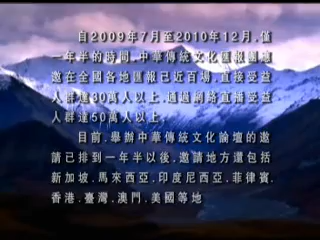 自2009年7月至2010年12月.僅
一年半的時間.中華傳統文化匯報團應
邀在全國各地匯報已近百場.直接受益
人群達30萬人以上.通過網絡直播受益
人群達50萬人以上.
目前.舉辦中華傳統文化論壇的邀
請已排到一年半以後.邀請地方還包括
新加坡.馬來西亞.印度尼西亞.菲律賓.
香港.臺灣.澳門.美國等地